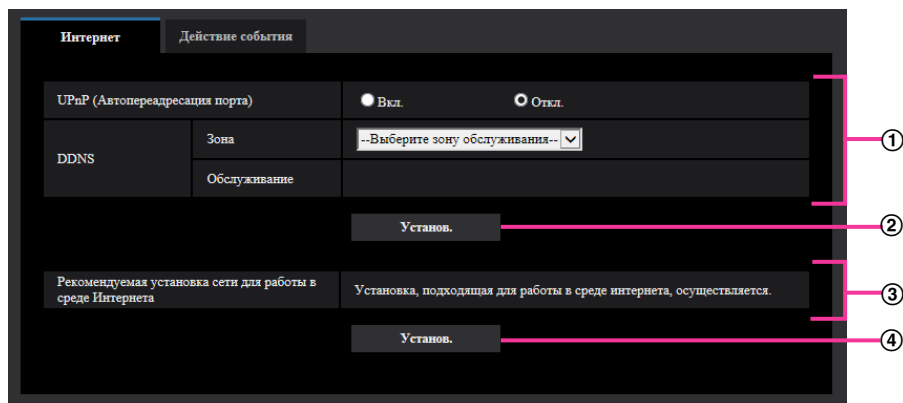 Интернет
Действие события
UPnP (Автопереадресация порта)
Вкл.
Откл.
DDNS
Зона
--Выберите зону обслуживания--
Обслуживание
①
Установ.
②
Рекомендуемая установка сети для работы в
среде Интернета
Установка, подходящая для работы в среде интернета, осуществляется.
③
Установ.
④